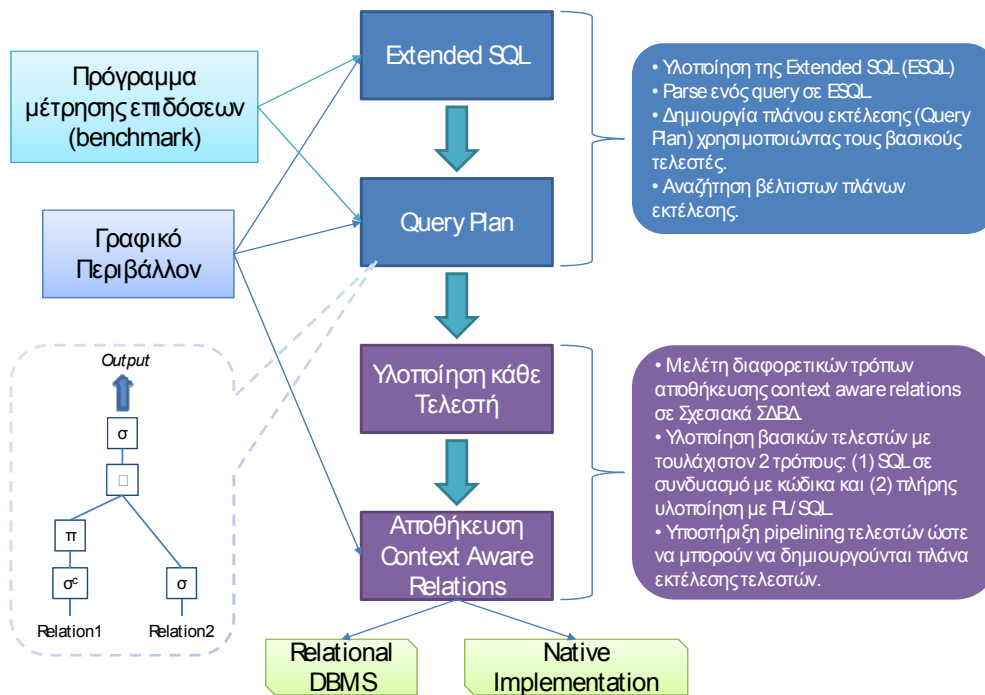 Extended SQL
Πρόγραμμα
μέτρησης επιδόσεων
(benchmark)
• Υλοποίηση της Extended SQL (ESQL)
• Parse ενός query σε ESQL.
• Δημιουργία πλάνου εκτέλεσης (Query
Plan) χρησιμοποιώντας τους βασικούς
τελεστές.
• Αναζήτηση βέλτιστων πλάνων
εκτέλεσης.
Query Plan
Γραφικό
Περιβάλλον
Υλοποίηση κάθε
Τελεστή
• Μελέτη διαφορετικών τρόπων
αποθήκευσης context aware relations
σε Σχεσιακά ΣΔΒΔ.
• Υλοποίηση βασικών τελεστών με
τουλάχιστον 2 τρόπους: (1) SQL σε
συνδυασμό με κώδικα και (2) πλήρης
υλοποίηση με PL/SQL.
• Υποστήριξη pipelining τελεστών ώστε
να μπορούν να δημιουργούνται πλάνα
εκτέλεσης τελεστών.
Αποθήκευση
Context Aware
Relations
Output
σ
π
σᶜ
σ
Relation1
Relation2
Relational
DBMS
Native
Implementation